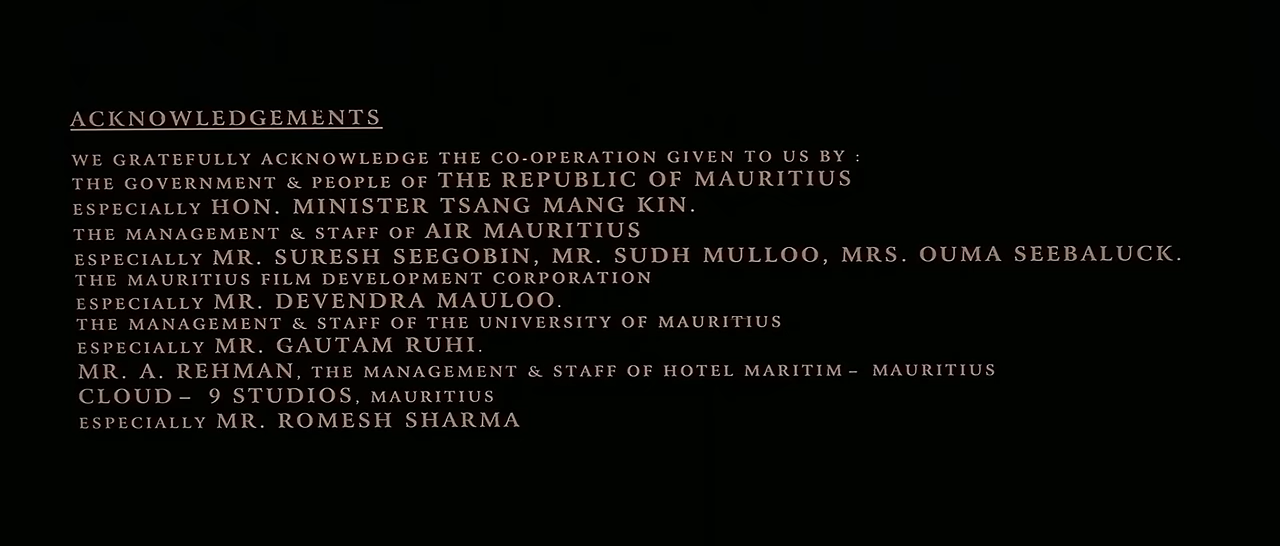 ACKNOWLEDGEMENTS
WE GRATEFULLY ACKNOWLEDGE THE CO-OPERATION GIVEN TO US BY :
THE GOVERNMENT & PEOPLE OF THE REPUBLIC OF MAURITIUS
ESPECIALLY HON. MINISTER TSANG MANG KIN.
THE MANAGEMENT & STAFF OF AIR MAURITIUS
ESPECIALLY MR. SURESH SEEGOBIN, MR. SUDH MULLOO, MRS. OUMA SEEBALUCK.
THE MAURITIUS FILM DEVELOPMENT CORPORATION
ESPECIALLY MR. DEVENDRA MAULOO.
THE MANAGEMENT & STAFF OF THE UNIVERSITY OF MAURITIUS
ESPECIALLY MR. GAUTAM RUHI.
MR. A. REHMAN, THE MANAGEMENT & STAFF OF HOTEL MARITIM – MAURITIUS
CLOUD – 9 STUDIOS, MAURITIUS
ESPECIALLY MR. ROMESH SHARMA